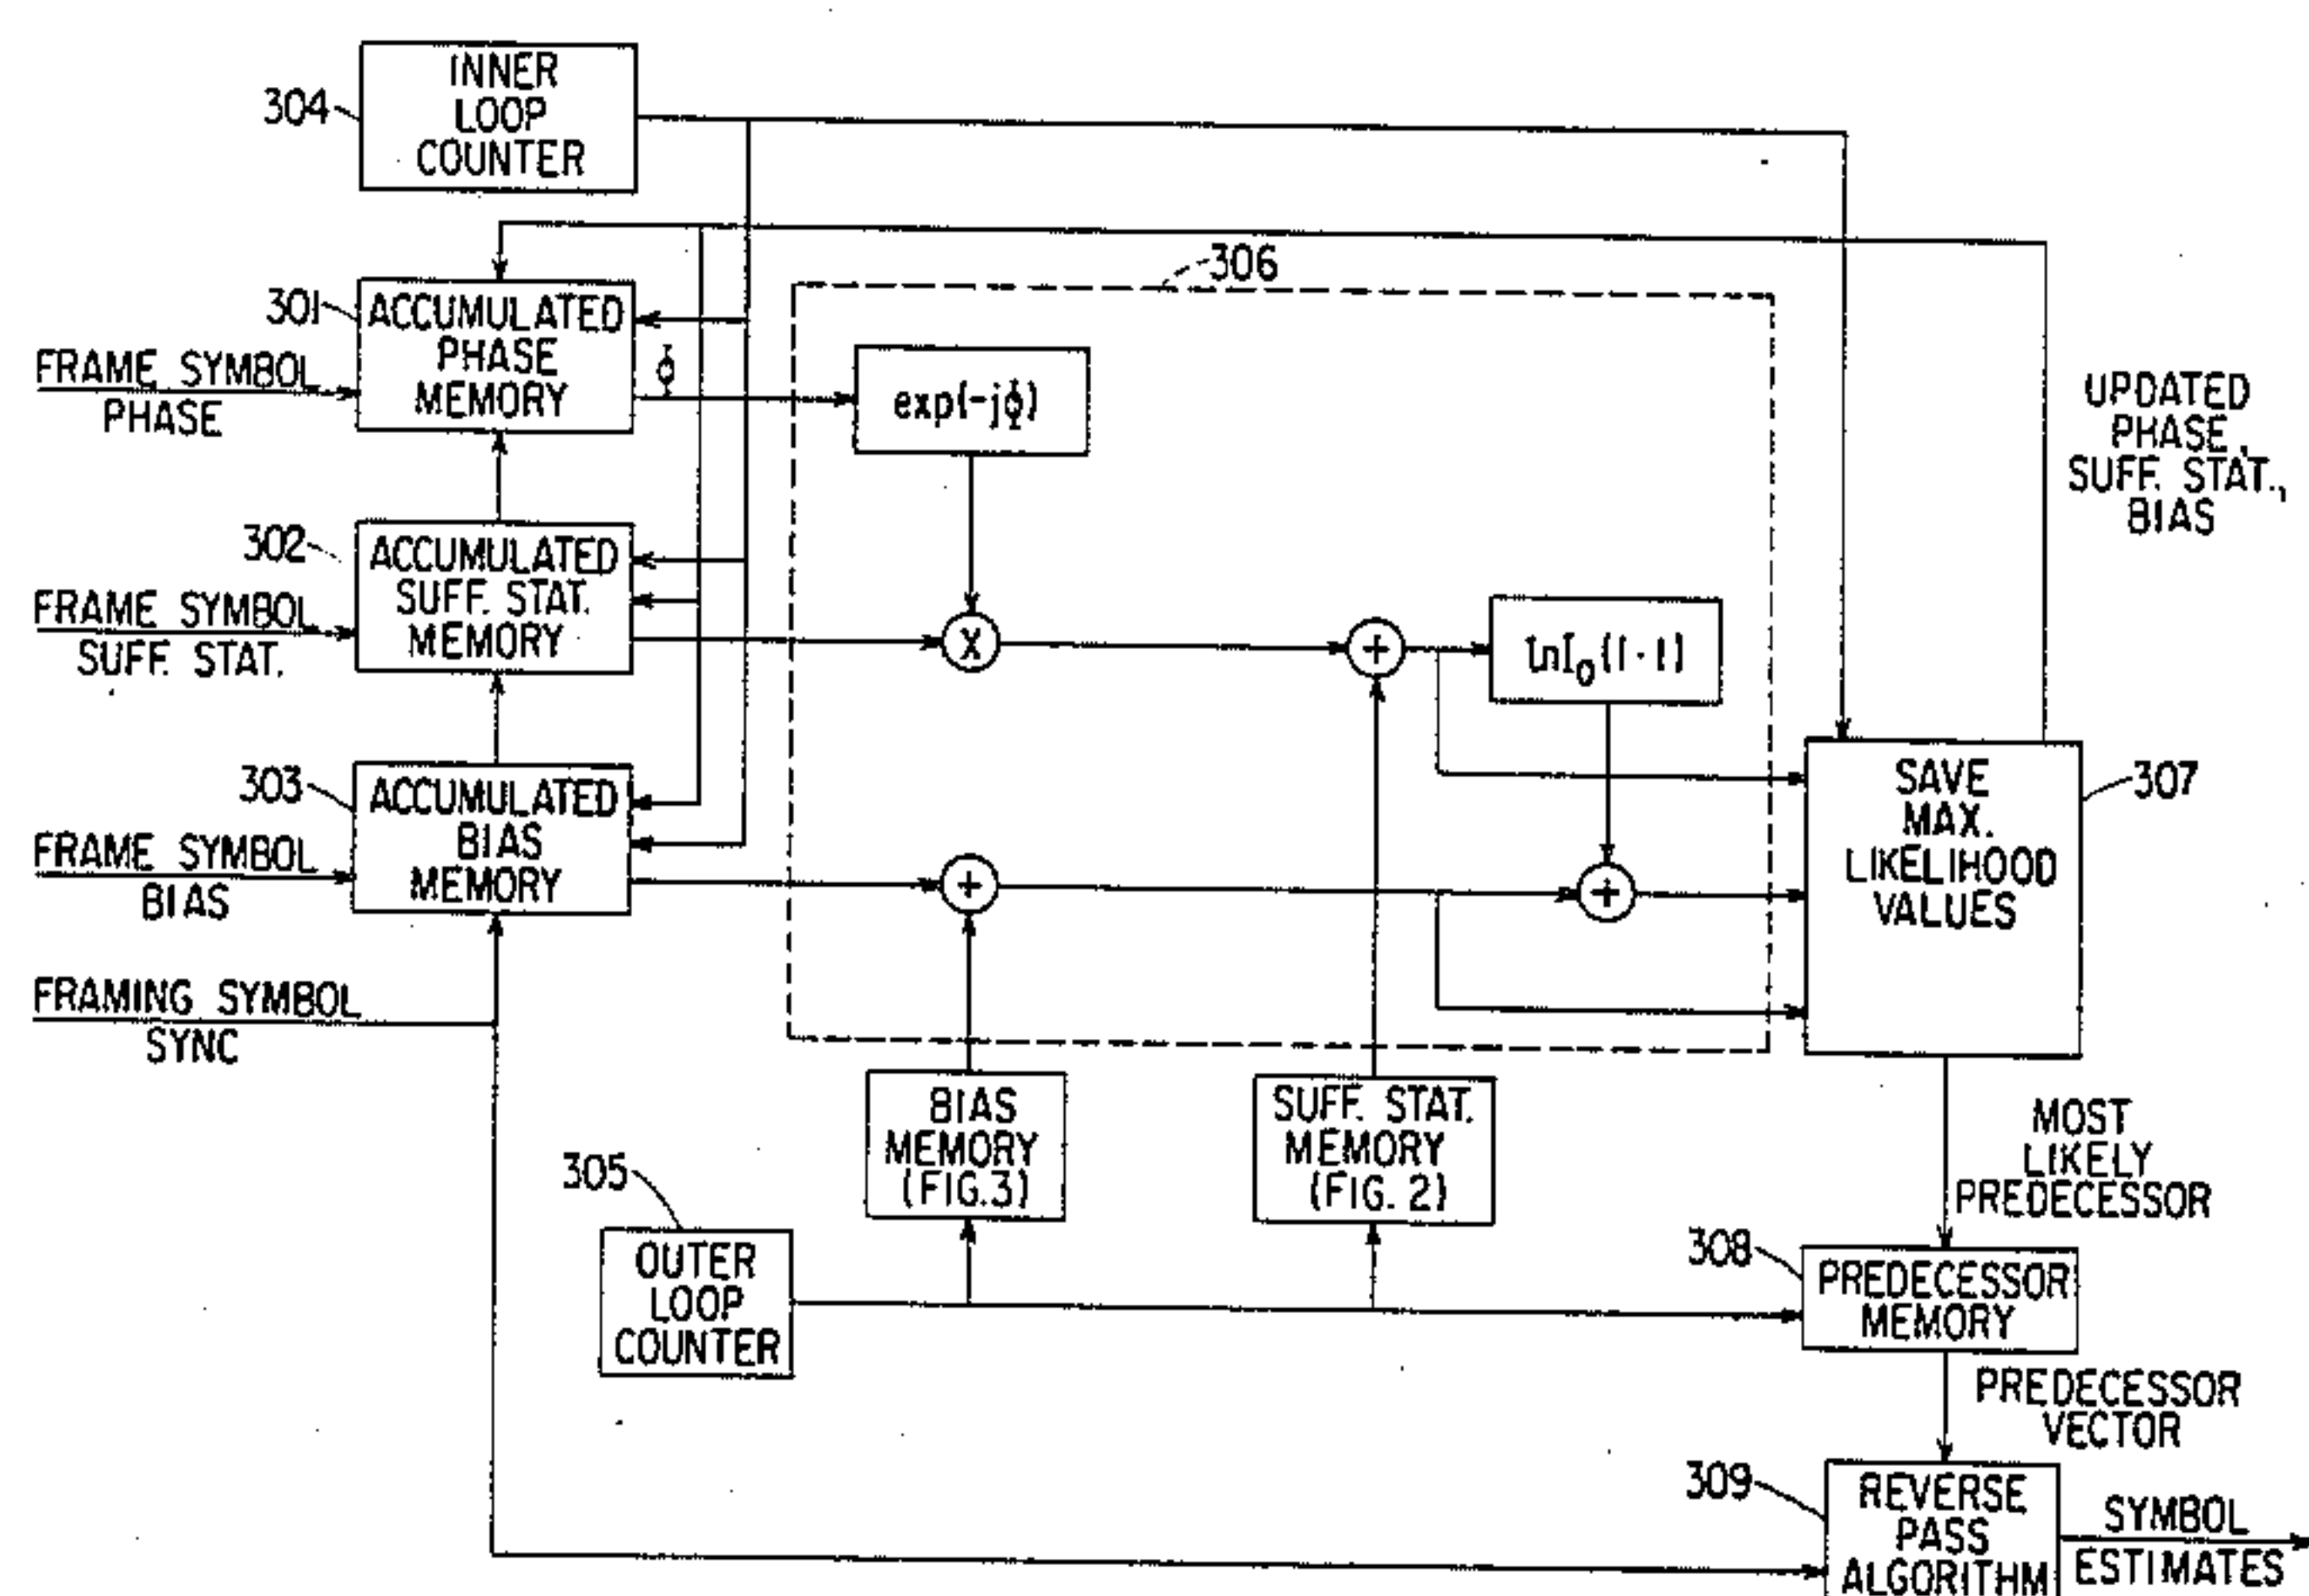 INNER
LOOP
COUNTER
304
306
301
ACCUMULATED
PHASE
MEMORY
FRAME SYMBOL
PHASE
Φ
exp(-jΦ)
UPDATED
PHASE,
SUFF. STAT.,
BIAS
302
ACCUMULATED
SUFF. STAT.
MEMORY
FRAME SYMBOL
SUFF. STAT.
X
+
lnI₀(|·|)
303
ACCUMULATED
BIAS
MEMORY
FRAME SYMBOL
BIAS
+
+
SAVE
MAX.
LIKELIHOOD
VALUES
307
FRAMING SYMBOL
SYNC
BIAS
MEMORY
(FIG.3)
SUFF. STAT.
MEMORY
(FIG. 2)
MOST
LIKELY
PREDECESSOR
305
OUTER
LOOP
COUNTER
308
PREDECESSOR
MEMORY
PREDECESSOR
VECTOR
309
REVERSE
PASS
ALGORITHM
SYMBOL
ESTIMATES